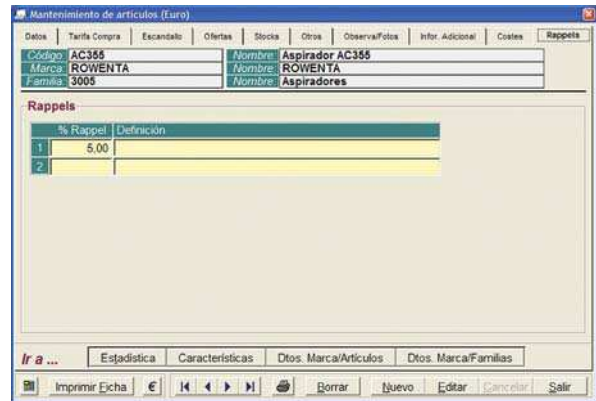 Mantenimiento de artículos (Euro)
Datos Tarifa Compra Escandallo Ofertas Stocks Otros Observa/Fotos Infor. Adicional Costes Rappels
Código AC355 Nombre Aspirador AC355
Marca ROWENTA Nombre ROWENTA
Familia 3005 Nombre Aspiradores
Rappels
% Rappel Definición
1 5,00
2
Ir a ... Estadística Características Dtos. Marca/Artículos Dtos. Marca/Familias
Imprimir Ficha € Borrar Nuevo Editar Cancelar Salir